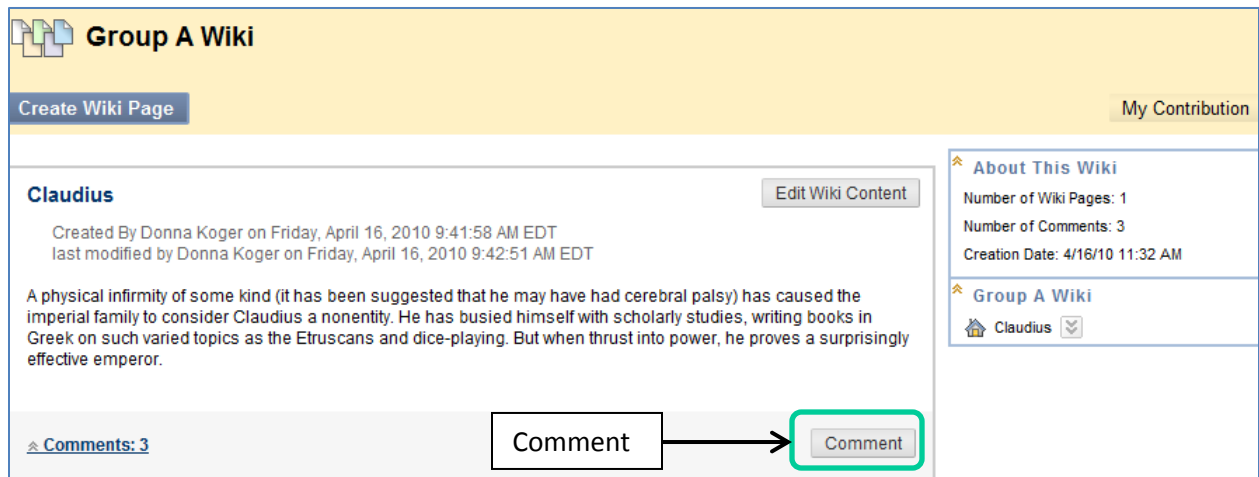 Group A Wiki
Create Wiki Page
My Contribution
Claudius
Edit Wiki Content
Created By Donna Koger on Friday, April 16, 2010 9:41:58 AM EDT
last modified by Donna Koger on Friday, April 16, 2010 9:42:51 AM EDT
A physical infirmity of some kind (it has been suggested that he may have had cerebral palsy) has caused the
imperial family to consider Claudius a nonentity. He has busied himself with scholarly studies, writing books in
Greek on such varied topics as the Etruscans and dice-playing. But when thrust into power, he proves a surprisingly
effective emperor.
Comments: 3
Comment
Comment
About This Wiki
Number of Wiki Pages: 1
Number of Comments: 3
Creation Date: 4/16/10 11:32 AM
Group A Wiki
Claudius